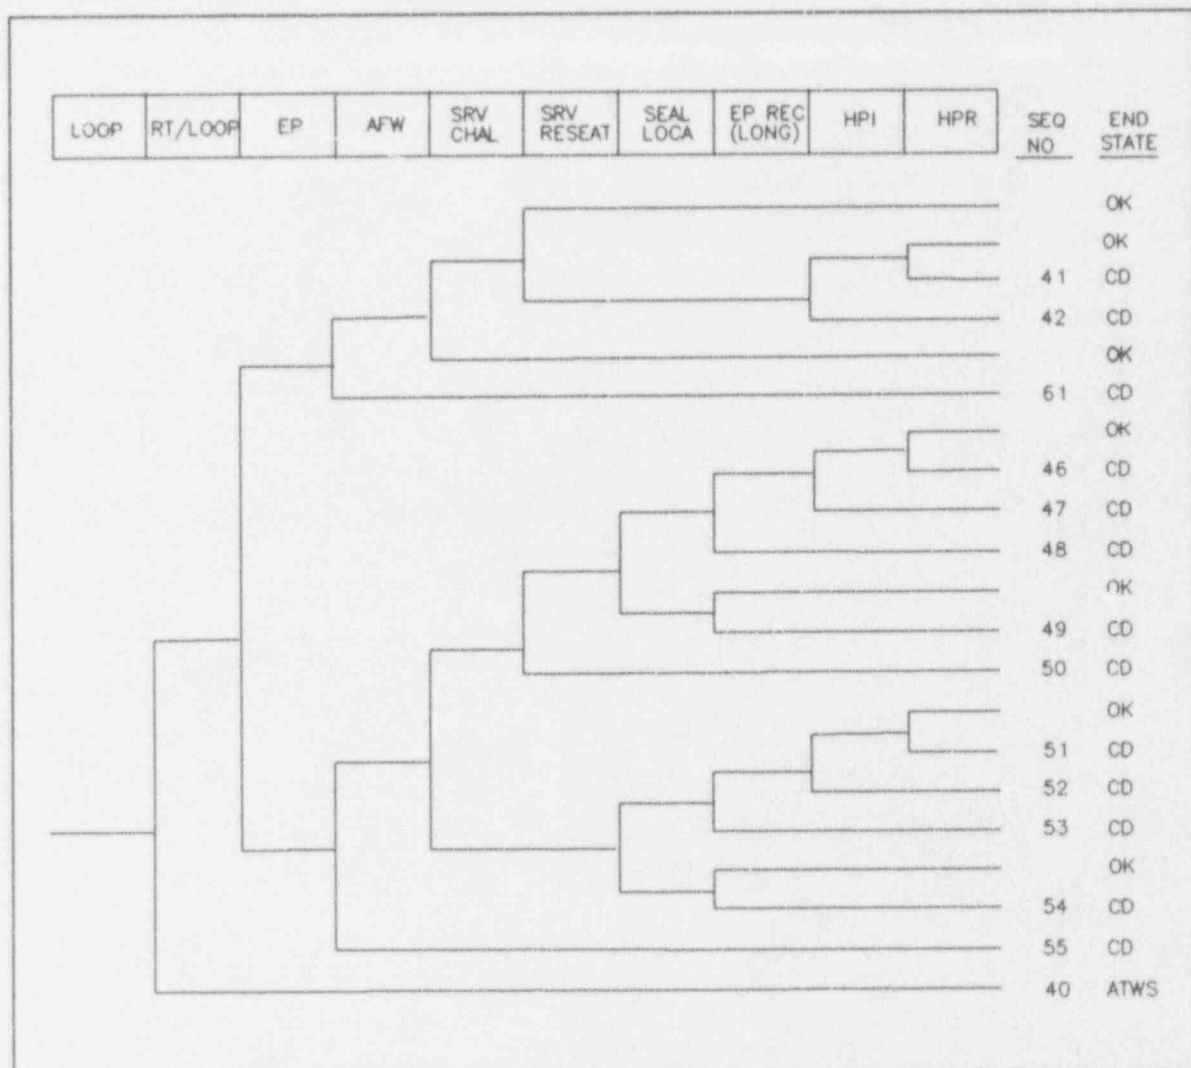 LOOP RT/LOOP EP AFW SRV CHAL SRV RESEAT SEAL LOCA EP REC (LONG) HPI HPR SEQ NO END STATE
OK
OK
41 CD
42 CD
OK
61 CD
OK
46 CD
47 CD
48 CD
OK
49 CD
50 CD
OK
51 CD
52 CD
53 CD
OK
54 CD
55 CD
40 ATWS